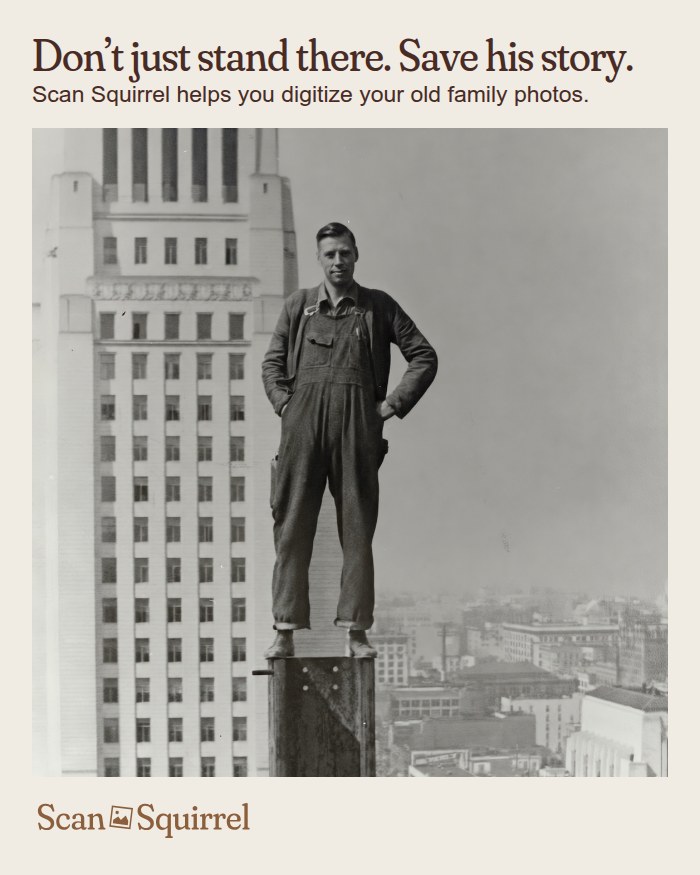 Don’t just stand there. Save his story.
Scan Squirrel helps you digitize your old family photos.
Scan Squirrel